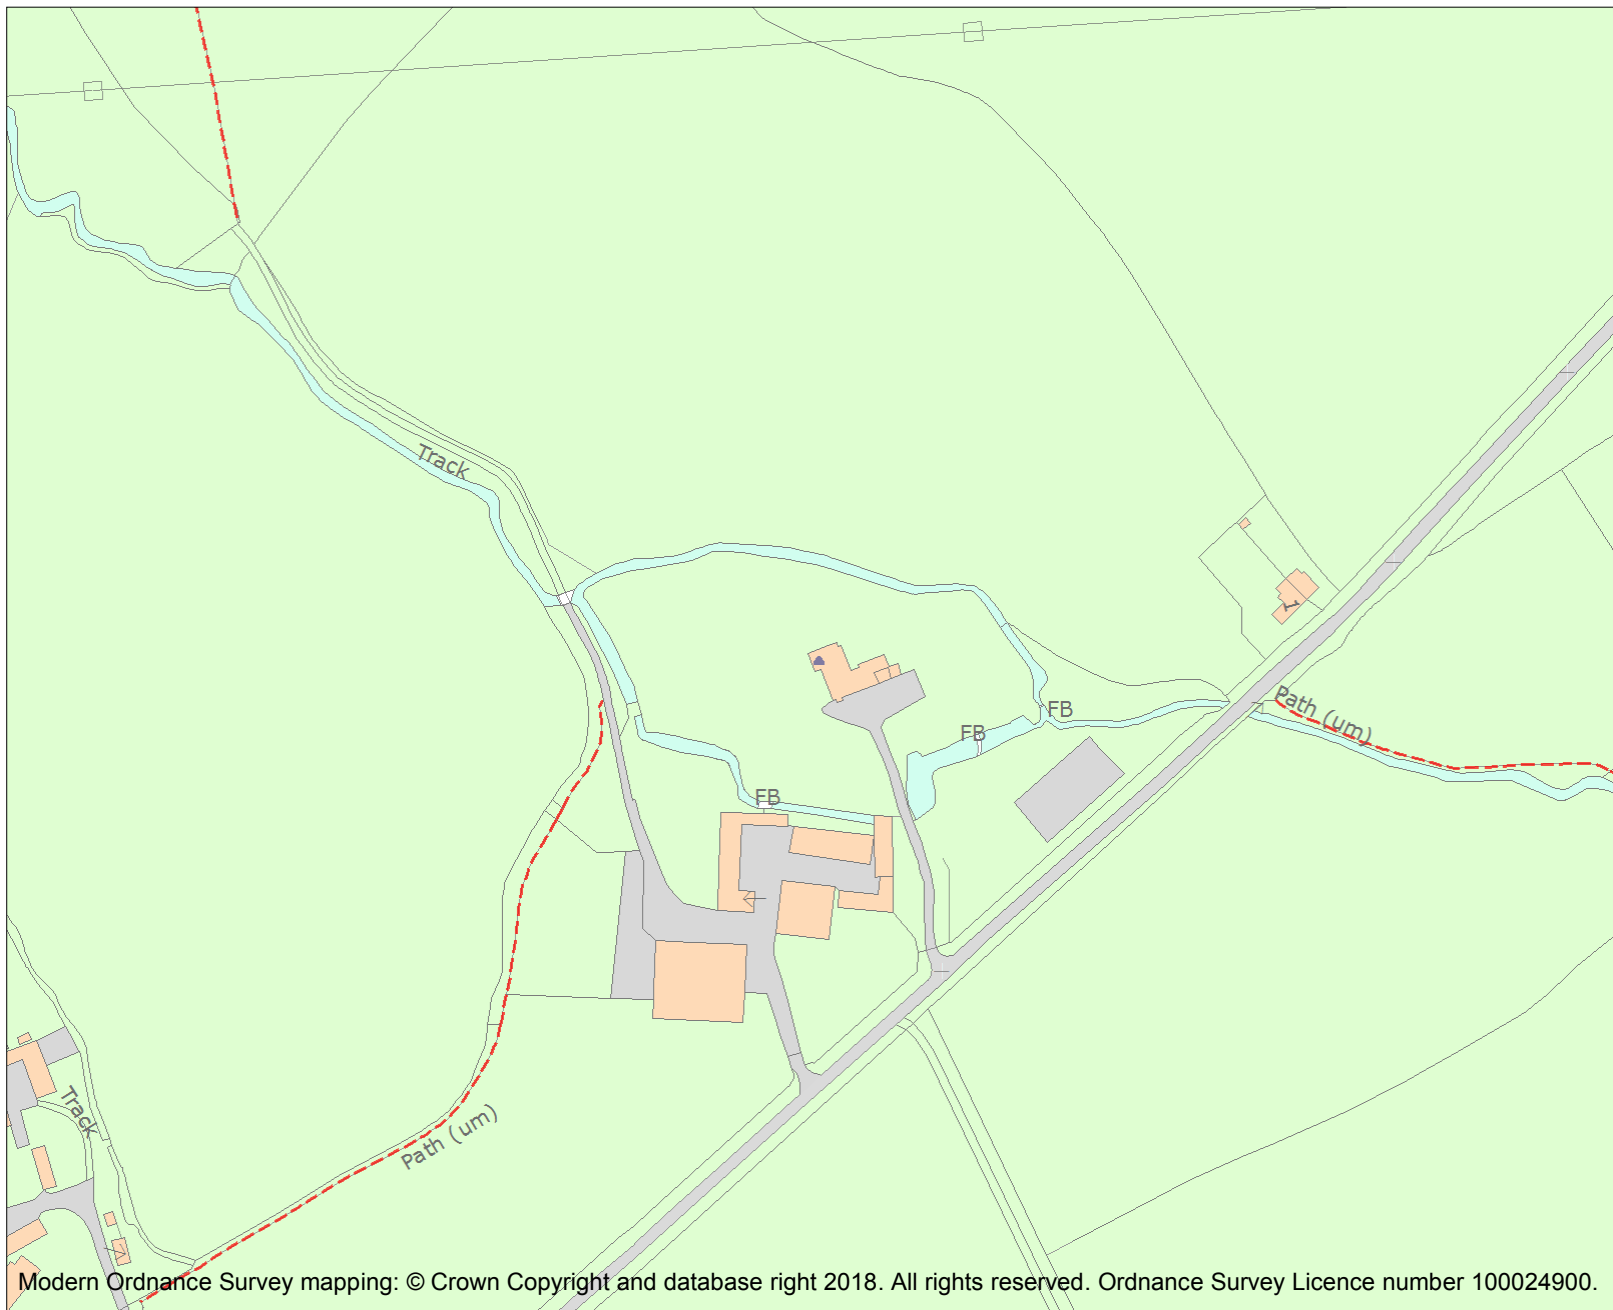 Track
FB
Path (um)
FB
FB
1
Track
Path (um)
Modern Ordnance Survey mapping: © Crown Copyright and database right 2018. All rights reserved. Ordnance Survey Licence number 100024900.